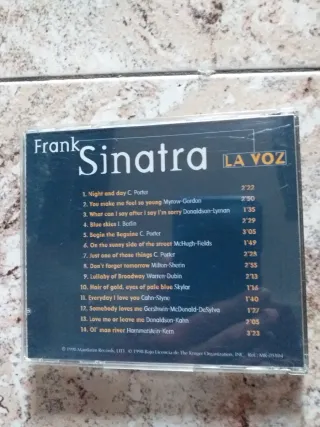 Frank
Sinatra LA VOZ
1. Night and day C. Porter 3'22
2. You make me feel so young Myrow-Gordon 2'50
3. What can I say after I say I'm sorry Donaldson-Lyman 1'35
4. Blue skies I. Berlin 2'29
5. Begin the Beguine C. Porter 3'05
6. On the sunny side of the street McHugh-Fields 1'49
7. Just one of those things C. Porter 2'28
8. Don't forget tomorrow 2'55
9. Lullaby of Broadway Warren-Dubin 2'13
10. Hair of gold, eyes of pale blue Skylar 1'16
11. Everyday I love you Cahn-Styne 1'40
12. Somebody loves me Gershwin-McDonald-DeSylva 1'27
13. Love me or leave me Donaldson-Kahn 2'05
14. Ol' man river Hammerstein-Kern 3'23